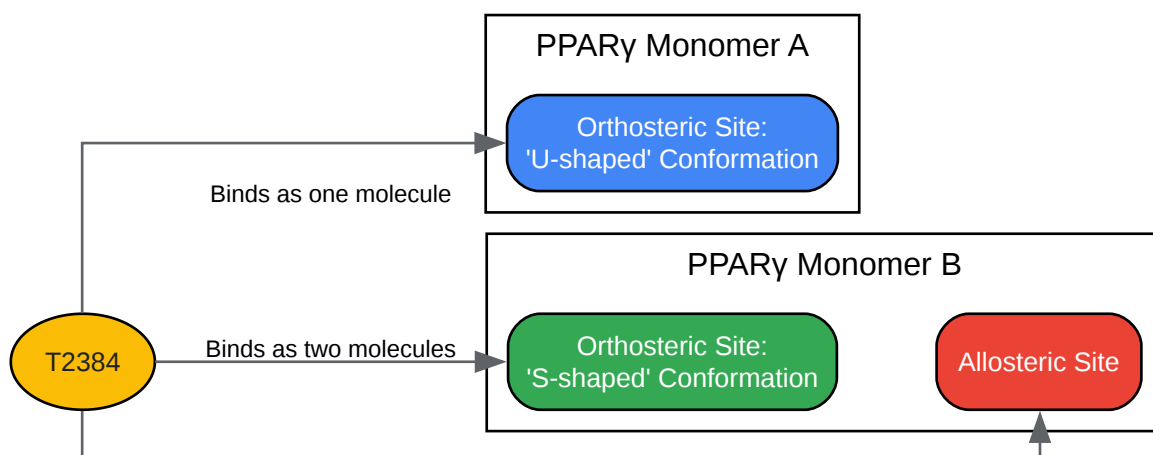 PPARγ Monomer A
Orthosteric Site:
'U-shaped' Conformation
Binds as one molecule
PPARγ Monomer B
T2384
Binds as two molecules
Orthosteric Site:
'S-shaped' Conformation
Allosteric Site